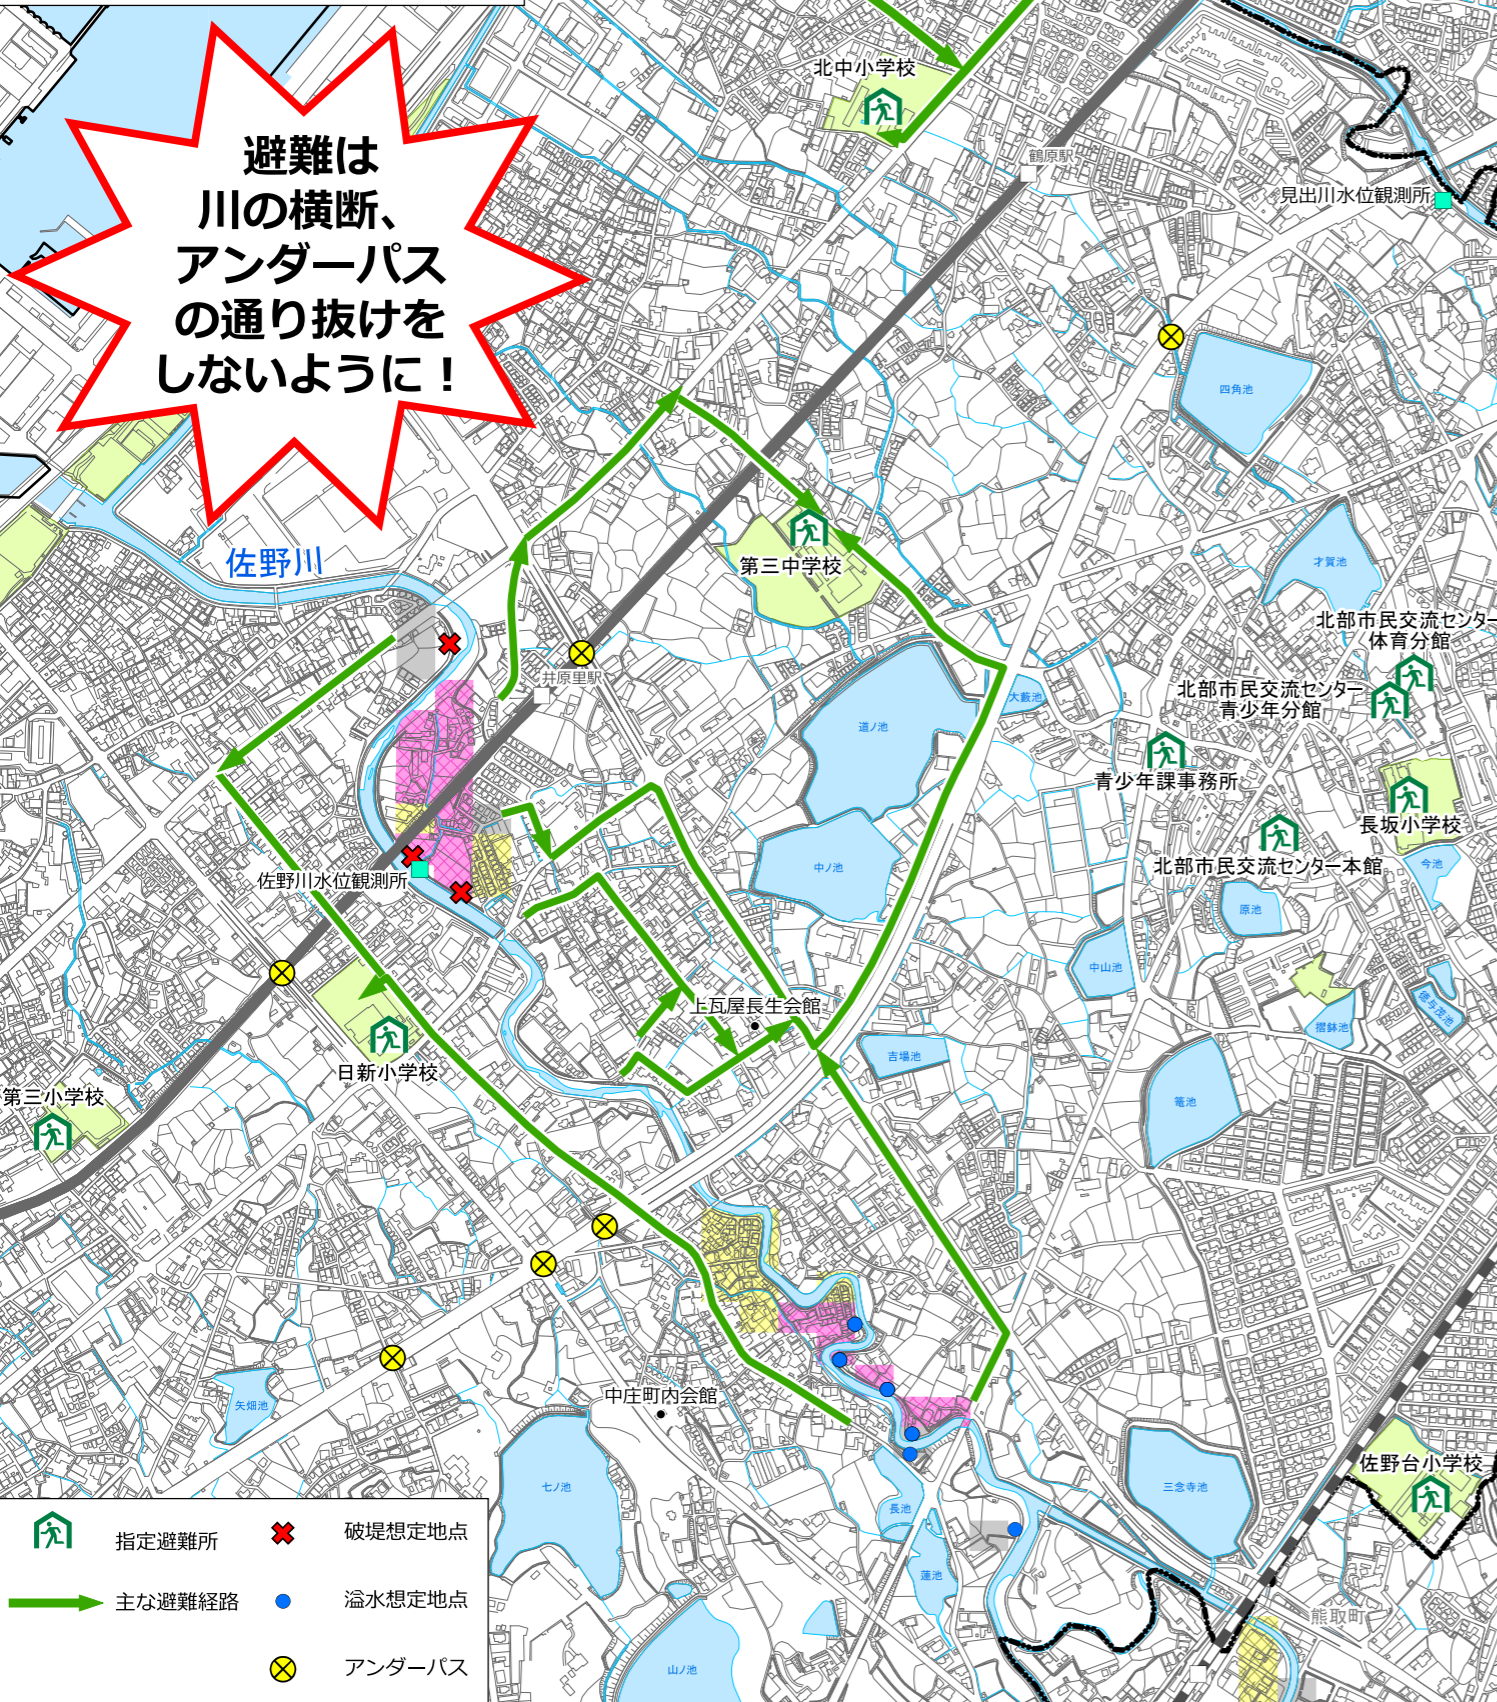 避難は
川の横断、
アンダーパス
の通り抜けを
しないように！
北中小学校
鶴原駅
見出川水位観測所
四角池
佐野川
第三中学校
才賀池
北部市民交流センター
体育分館
井原里駅
大藪池
北部市民交流センター
青少年分館
道ノ池
青少年課事務所
長坂小学校
中ノ池
北部市民交流センター本館
今池
佐野川水位観測所
原池
中山池
上瓦屋長生会館
徳与茂池
摺鉢池
吉場池
日新小学校
第三小学校
篭池
中庄町内会館
矢畑池
佐野台小学校
七ノ池
三念寺池
長池
蓮池
熊取町
山ノ池
指定避難所
破堤想定地点
主な避難経路
溢水想定地点
アンダーパス